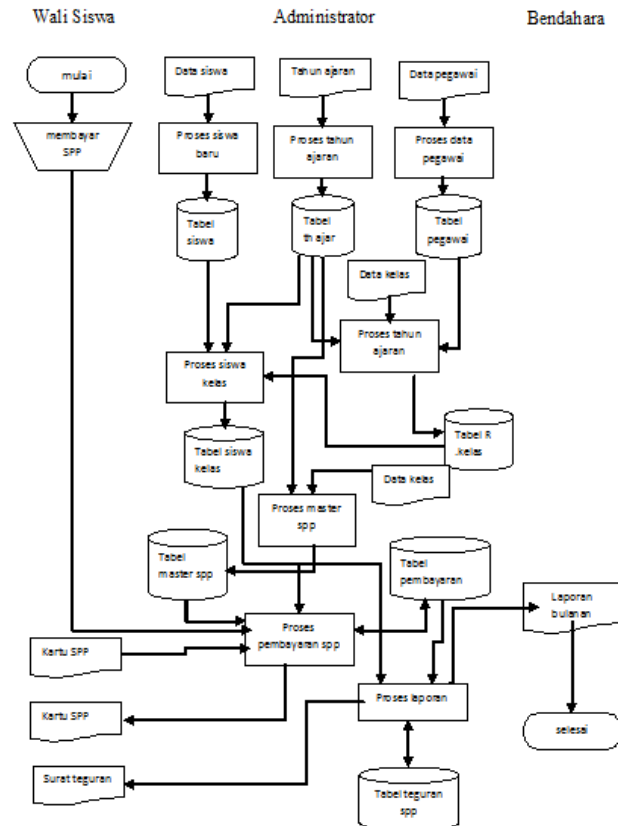 Wali Siswa
Administrator
Bendahara
mulai
Data siswa
Tahun ajaran
Data pegawai
membayar
SPP
Proses siswa
baru
Proses tahun
ajaran
Proses data
pegawai
Tabel
siswa
Tabel
th ajar
Tabel
pegawai
Data kelas
Proses tahun
ajaran
Proses siswa
kelas
Tabel R
.kelas
Tabel siswa
kelas
Data kelas
Proses master
spp
Tabel
master spp
Tabel
pembayaran
Laporan
bulanan
Proses
pembayaran spp
Kartu SPP
Proses laporan
Kartu SPP
selesai
Surat teguran
Tabel teguran
spp